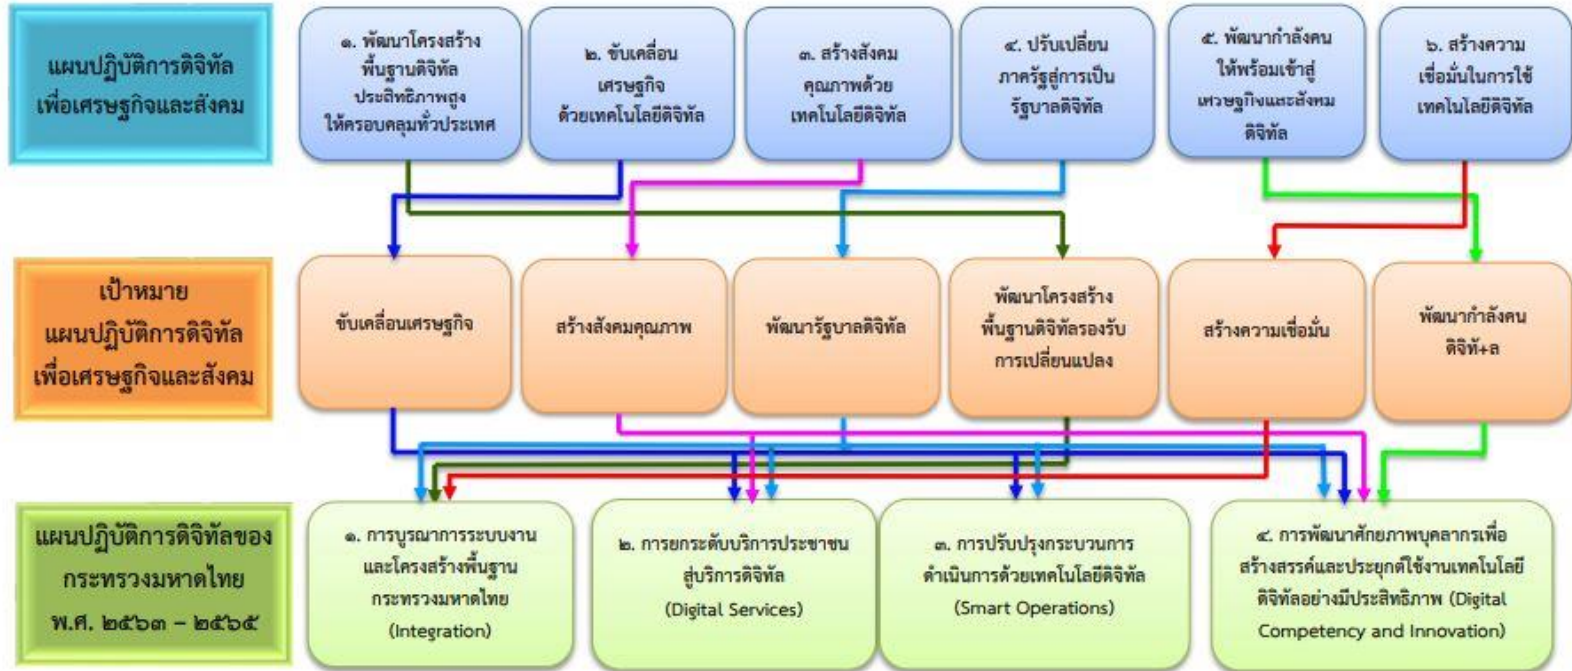 แผนปฏิบัติการดิจิทัล
เพื่อเศรษฐกิจและสังคม
๑. พัฒนาโครงสร้าง
พื้นฐานดิจิทัล
ประสิทธิภาพสูง
ให้ครอบคลุมทั่วประเทศ
๒. ขับเคลื่อน
เศรษฐกิจ
ด้วยเทคโนโลยีดิจิทัล
๓. สร้างสังคม
คุณภาพด้วย
เทคโนโลยีดิจิทัล
๔. ปรับเปลี่ยน
ภาครัฐสู่การเป็น
รัฐบาลดิจิทัล
๕. พัฒนากำลังคน
ให้พร้อมเข้าสู่
เศรษฐกิจและสังคม
ดิจิทัล
๖. สร้างความ
เชื่อมั่นในการใช้
เทคโนโลยีดิจิทัล
เป้าหมาย
แผนปฏิบัติการดิจิทัล
เพื่อเศรษฐกิจและสังคม
ขับเคลื่อนเศรษฐกิจ
สร้างสังคมคุณภาพ
พัฒนารัฐบาลดิจิทัล
พัฒนาโครงสร้าง
พื้นฐานดิจิทัลรองรับ
การเปลี่ยนแปลง
สร้างความเชื่อมั่น
พัฒนากำลังคน
ดิจิทั+ล
แผนปฏิบัติการดิจิทัลของ
กระทรวงมหาดไทย
พ.ศ. ๒๕๖๓ – ๒๕๖๕
๑. การบูรณาการระบบงาน
และโครงสร้างพื้นฐาน
กระทรวงมหาดไทย
(Integration)
๒. การยกระดับบริการประชาชน
สู่บริการดิจิทัล
(Digital Services)
๓. การปรับปรุงกระบวนการ
ดำเนินการด้วยเทคโนโลยีดิจิทัล
(Smart Operations)
๔. การพัฒนาศักยภาพบุคลากรเพื่อ
สร้างสรรค์และประยุกต์ใช้งานเทคโนโลยี
ดิจิทัลอย่างมีประสิทธิภาพ (Digital
Competency and Innovation)